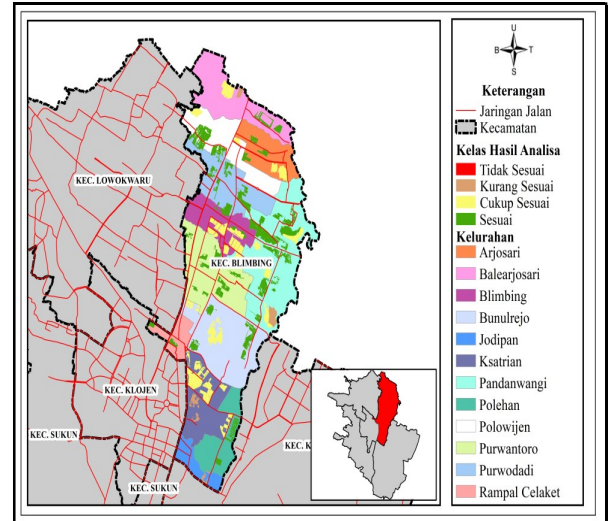 KEC. LOWOKWARU
KEC. BLIMBING
KEC. KLOJEN
KEC. SUKUN
KEC. SUKUN
KEC. K
U
B
T
S
Keterangan
Jaringan Jalan
Kecamatan
Kelas Hasil Analisa
Tidak Sesuai
Kurang Sesuai
Cukup Sesuai
Sesuai
Kelurahan
Arjosari
Balearjosari
Blimbing
Bunulrejo
Jodipan
Ksatrian
Pandanwangi
Polehan
Polowijen
Purwantoro
Purwodadi
Rampal Celaket